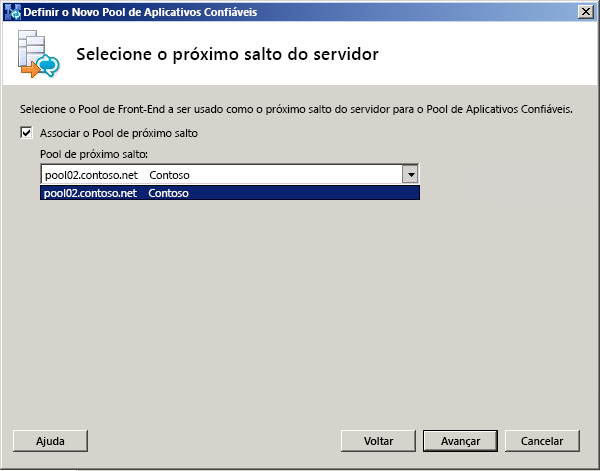 Definir o Novo Pool de Aplicativos Confiáveis
Selecione o próximo salto do servidor
Selecione o Pool de Front-End a ser usado como o próximo salto do servidor para o Pool de Aplicativos Confiáveis.
Associar o Pool de próximo salto
Pool de próximo salto:
pool02.contoso.net Contoso
pool02.contoso.net Contoso
Ajuda Voltar Avançar Cancelar